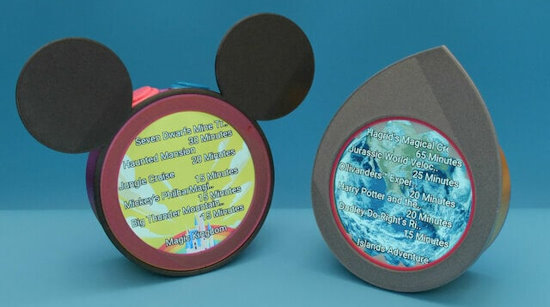 Seven Dwarfs Mine Tr..
30 Minutes
Haunted Mansion
20 Minutes
Jungle Cruise
15 Minutes
Mickey's PhilharMagi..
15 Minutes
Big Thunder Mountain..
15 Minutes
Magic Kingdom
Hagrid's Magical Cr..
65 Minutes
Jurassic World Veloc..
25 Minutes
Ollivanders™ Exper..
20 Minutes
Harry Potter and the..
20 Minutes
Dudley Do-Right's Ri..
15 Minutes
Islands Adventure